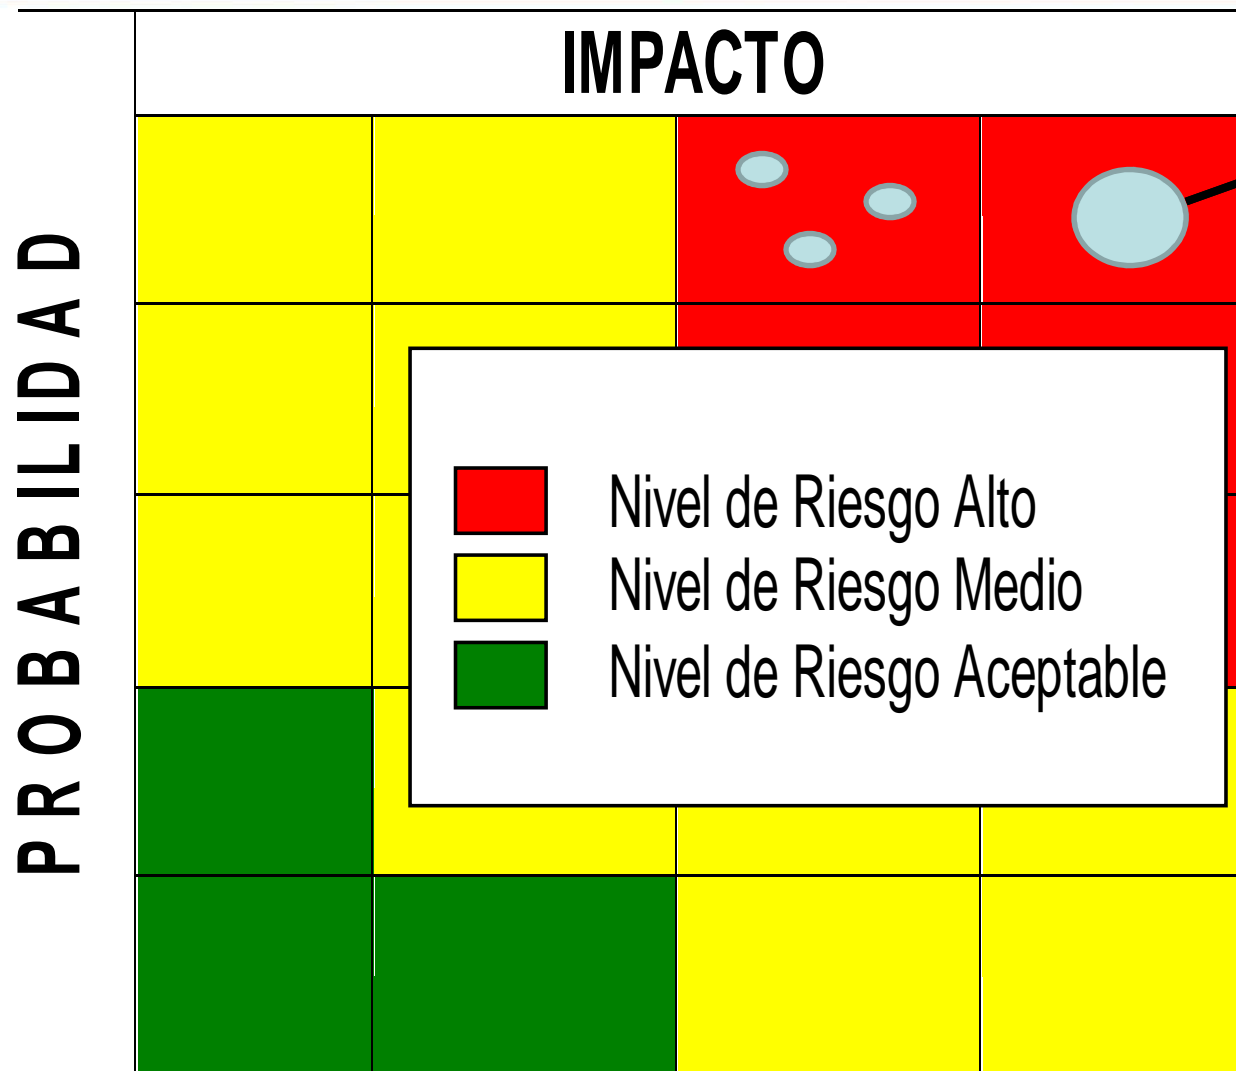 IMPACTO
PROBABILIDAD
Nivel de Riesgo Alto
Nivel de Riesgo Medio
Nivel de Riesgo Aceptable